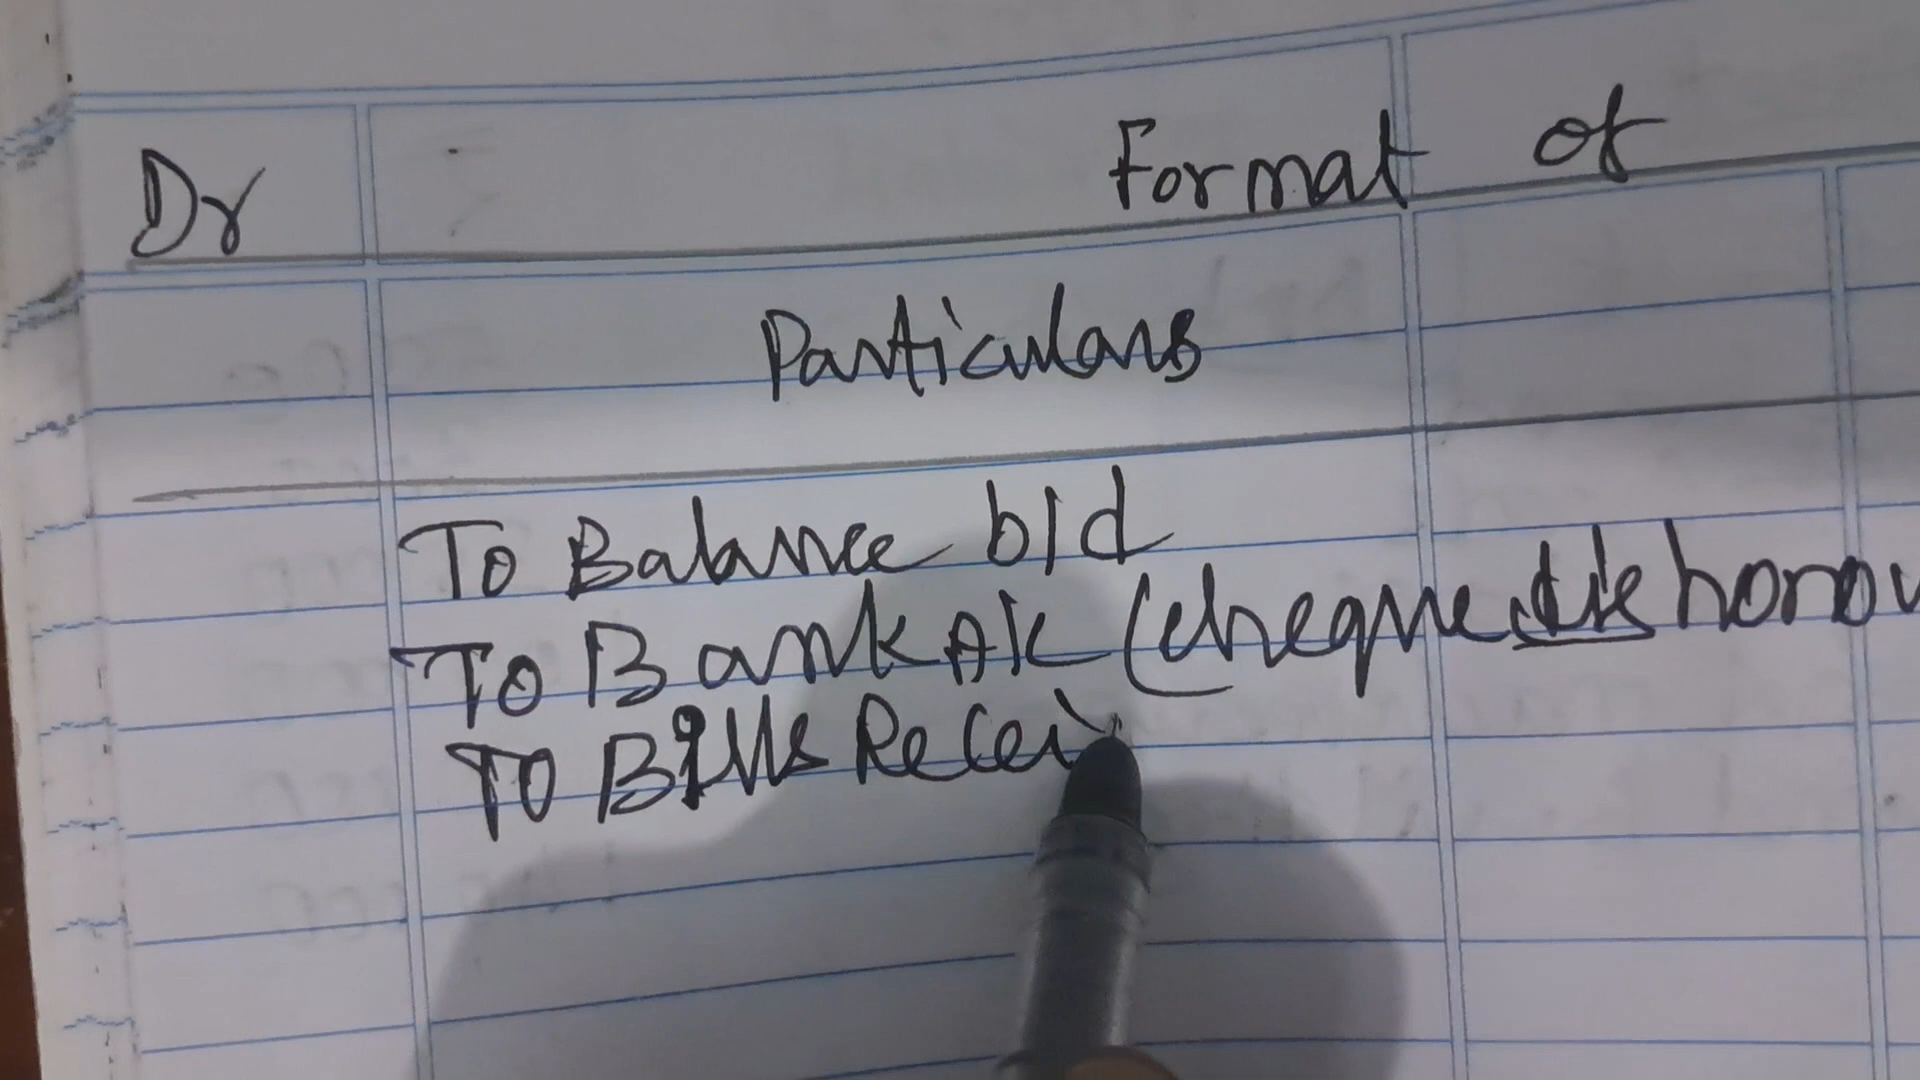 Dr Format of
Particulars
To Balance b/d
To Bank A/C (cheque dishonou
To Bills Recei